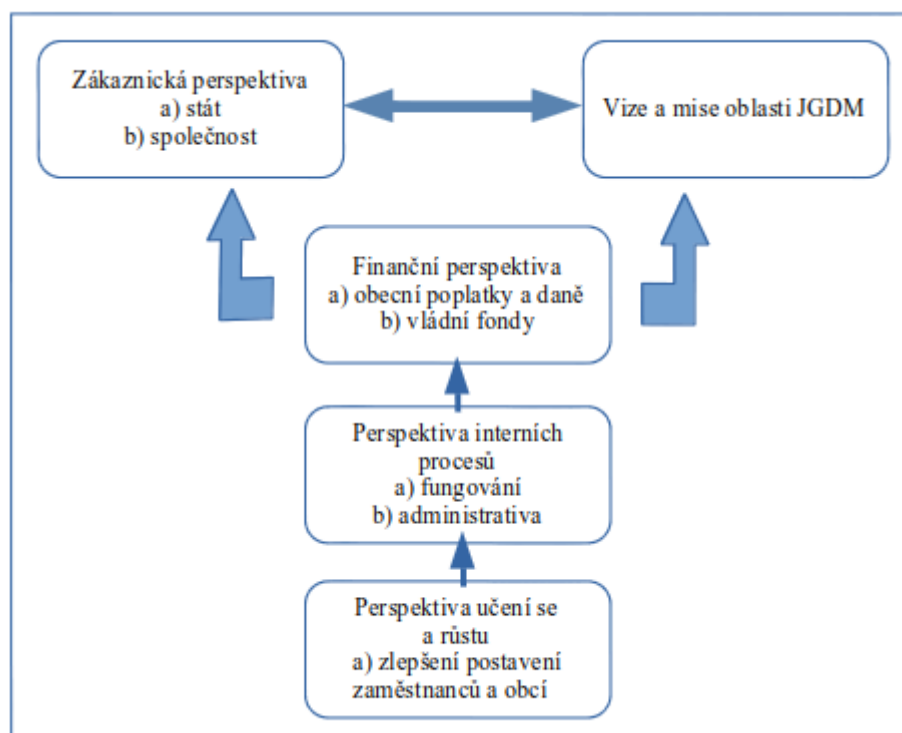 Zákaznická perspektiva
a) stát
b) společnost
Vize a mise oblasti JGDM
Finanční perspektiva
a) obecní poplatky a daně
b) vládní fondy
Perspektiva interních
procesů
a) fungování
b) administrativa
Perspektiva učení se
a růstu
a) zlepšení postavení
zaměstnanců a obcí